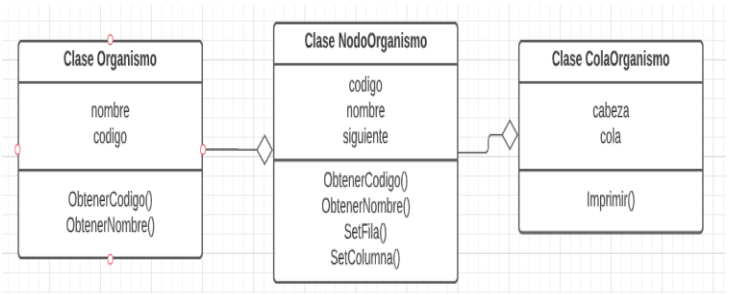 Clase Organismo
nombre
codigo
ObtenerCodigo()
ObtenerNombre()
Clase NodoOrganismo
codigo
nombre
siguiente
ObtenerCodigo()
ObtenerNombre()
SetFila()
SetColumna()
Clase ColaOrganismo
cabeza
cola
Imprimir()